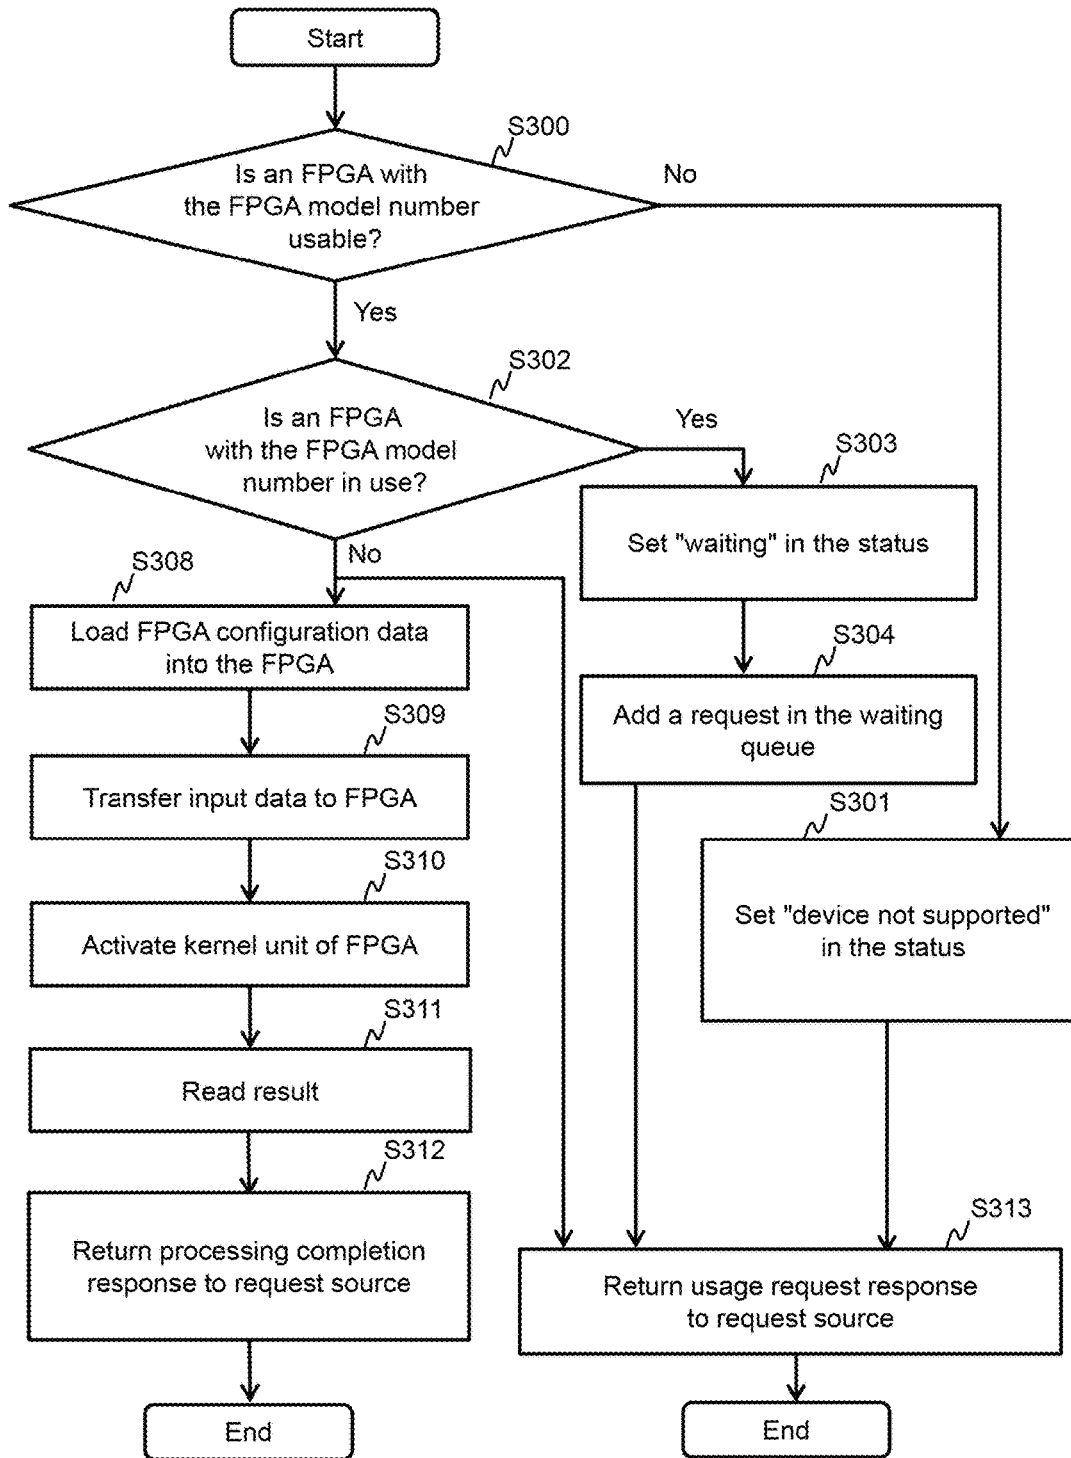 Start
S300
Is an FPGA with
the FPGA model number
usable?
No
Yes
S302
Is an FPGA
with the FPGA model
number in use?
Yes
No
S303
Set "waiting" in the status
S304
Add a request in the waiting
queue
S308
Load FPGA configuration data
into the FPGA
S309
Transfer input data to FPGA
S310
Activate kernel unit of FPGA
S311
Read result
S312
Return processing completion
response to request source
End
S301
Set "device not supported"
in the status
S313
Return usage request response
to request source
End